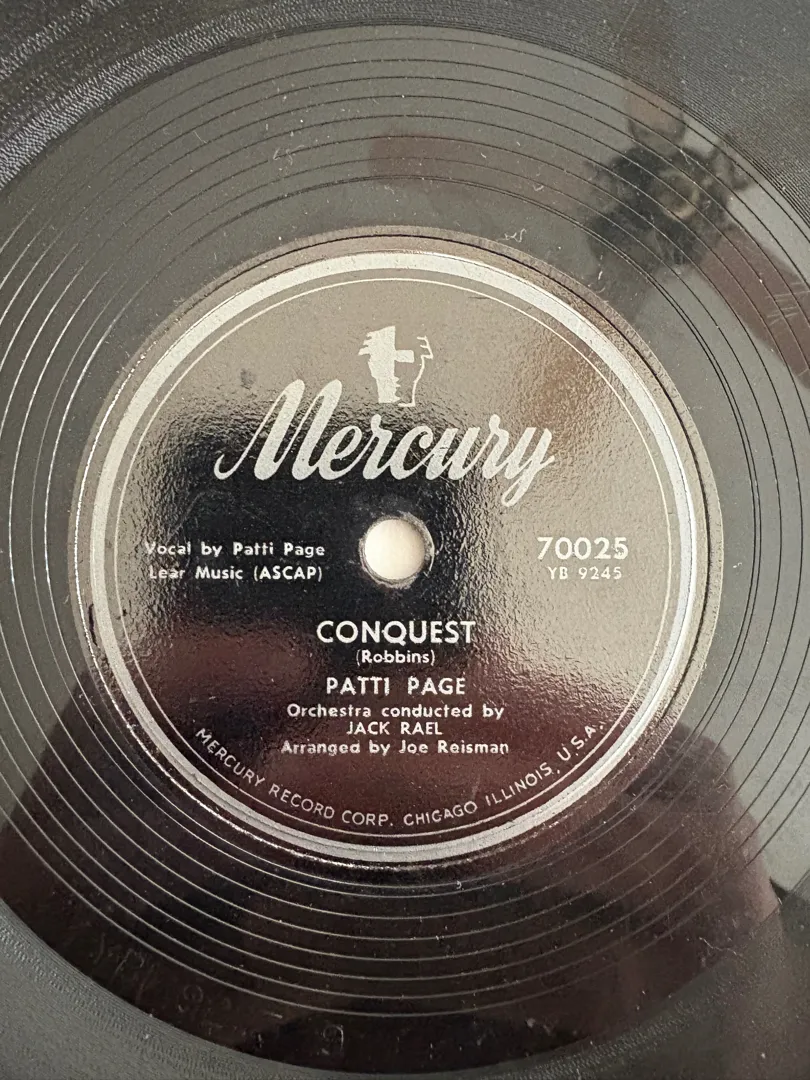 Mercury
Vocal by Patti Page
Lear Music (ASCAP)
70025
YB 9245
CONQUEST
(Robbins)
PATTI PAGE
Orchestra conducted by
JACK RAEL
Arranged by Joe Reisman
MERCURY RECORD CORP. CHICAGO ILLINOIS, U.S.A.